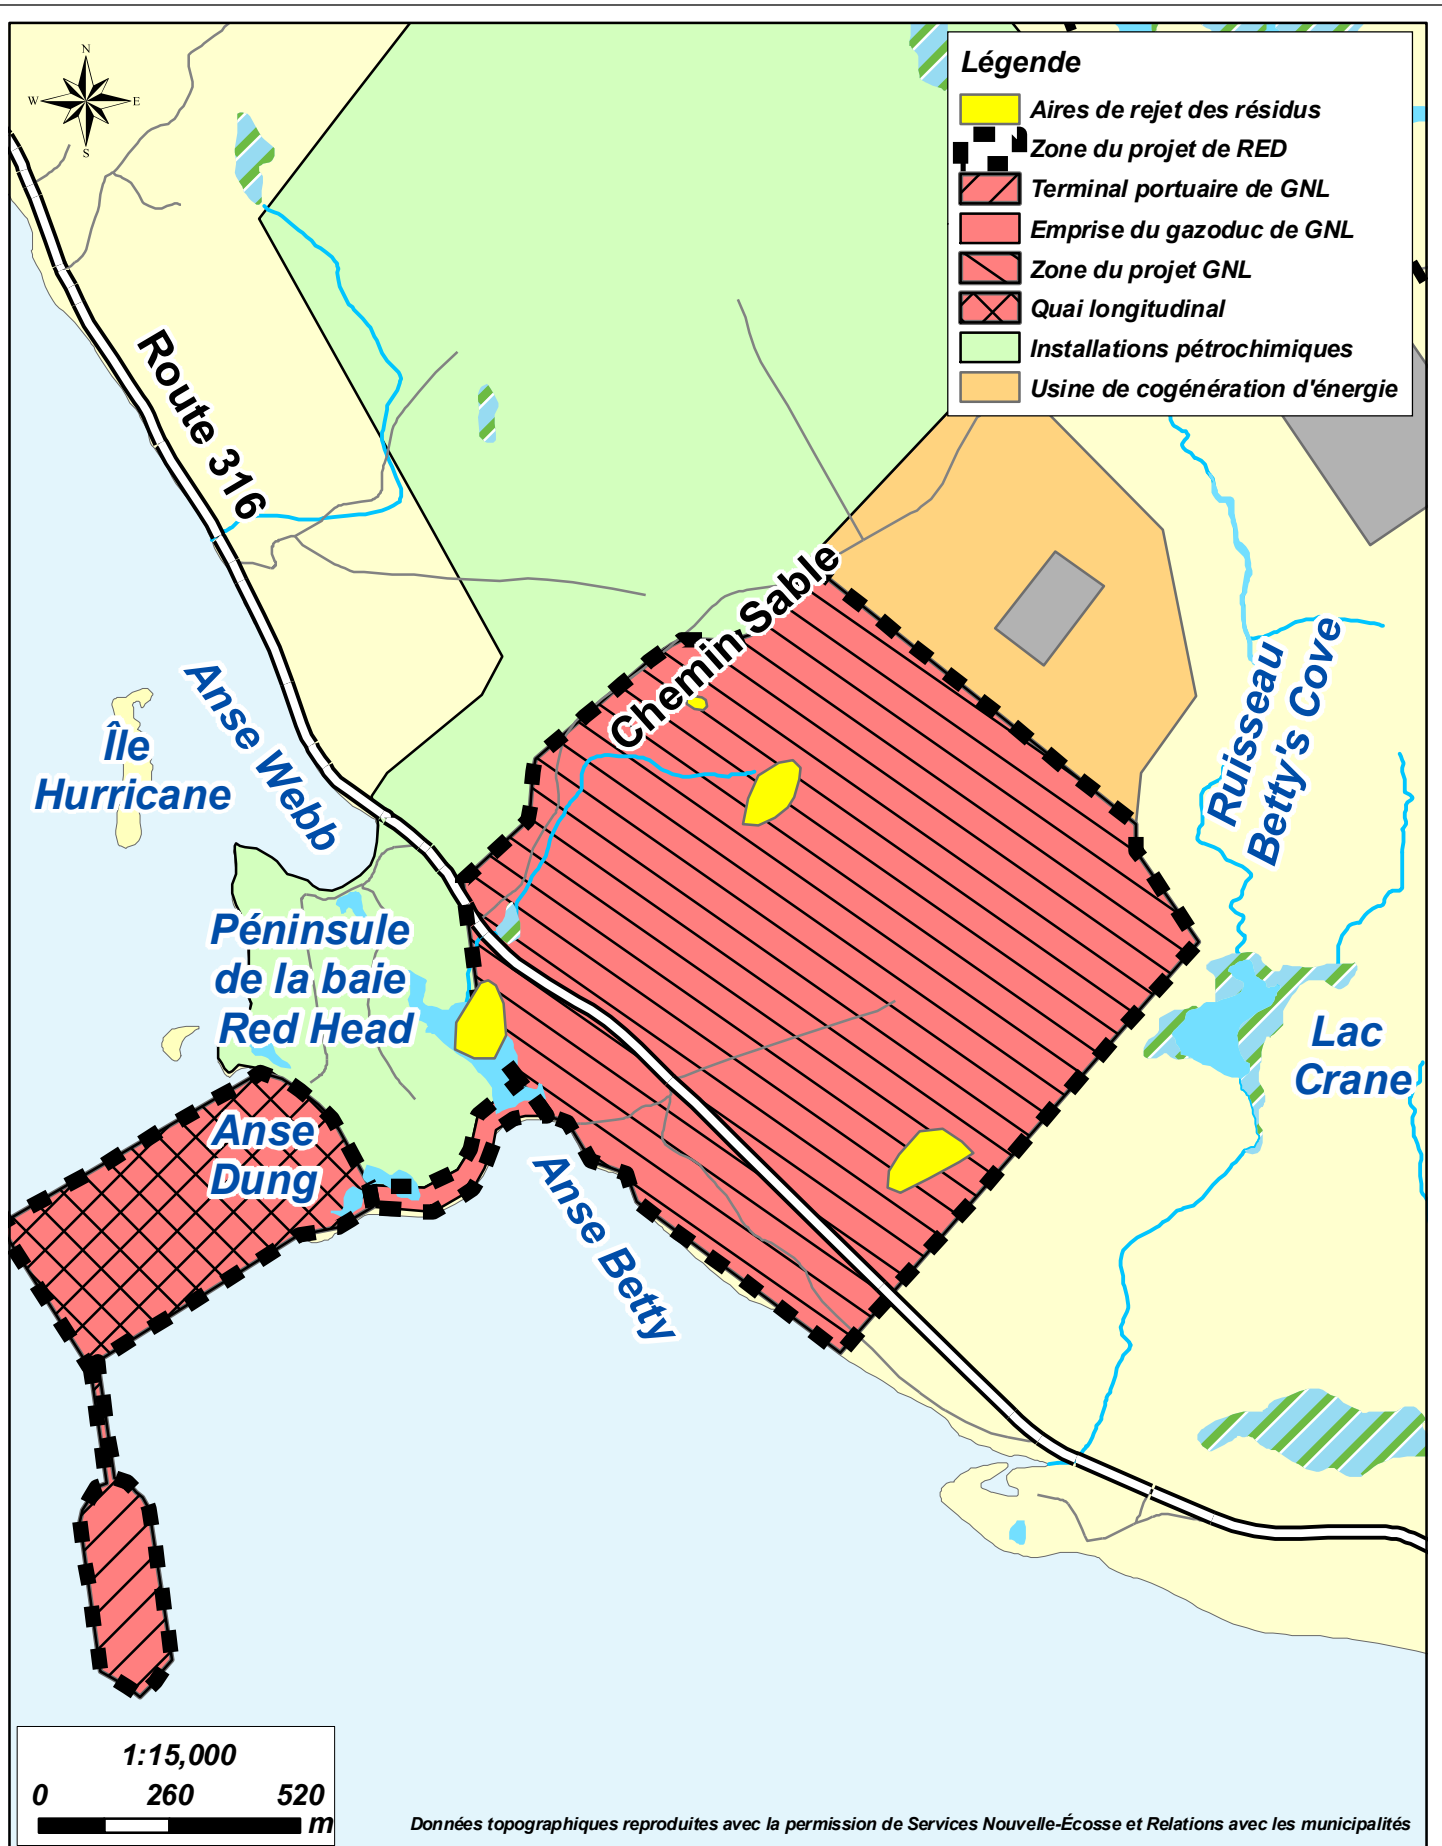 N
W
E
S
Légende
Aires de rejet des résidus
Zone du projet de RED
Terminal portuaire de GNL
Emprise du gazoduc de GNL
Zone du projet GNL
Quai longitudinal
Installations pétrochimiques
Usine de cogénération d'énergie
Route 316
Chemin Sable
Anse Webb
Île
Hurricane
Ruisseau
Betty's Cove
Péninsule
de la baie
Red Head
Lac
Crane
Anse
Dung
Anse Betty
1:15,000
0 260 520
m
Données topographiques reproduites avec la permission de Services Nouvelle-Écosse et Relations avec les municipalités